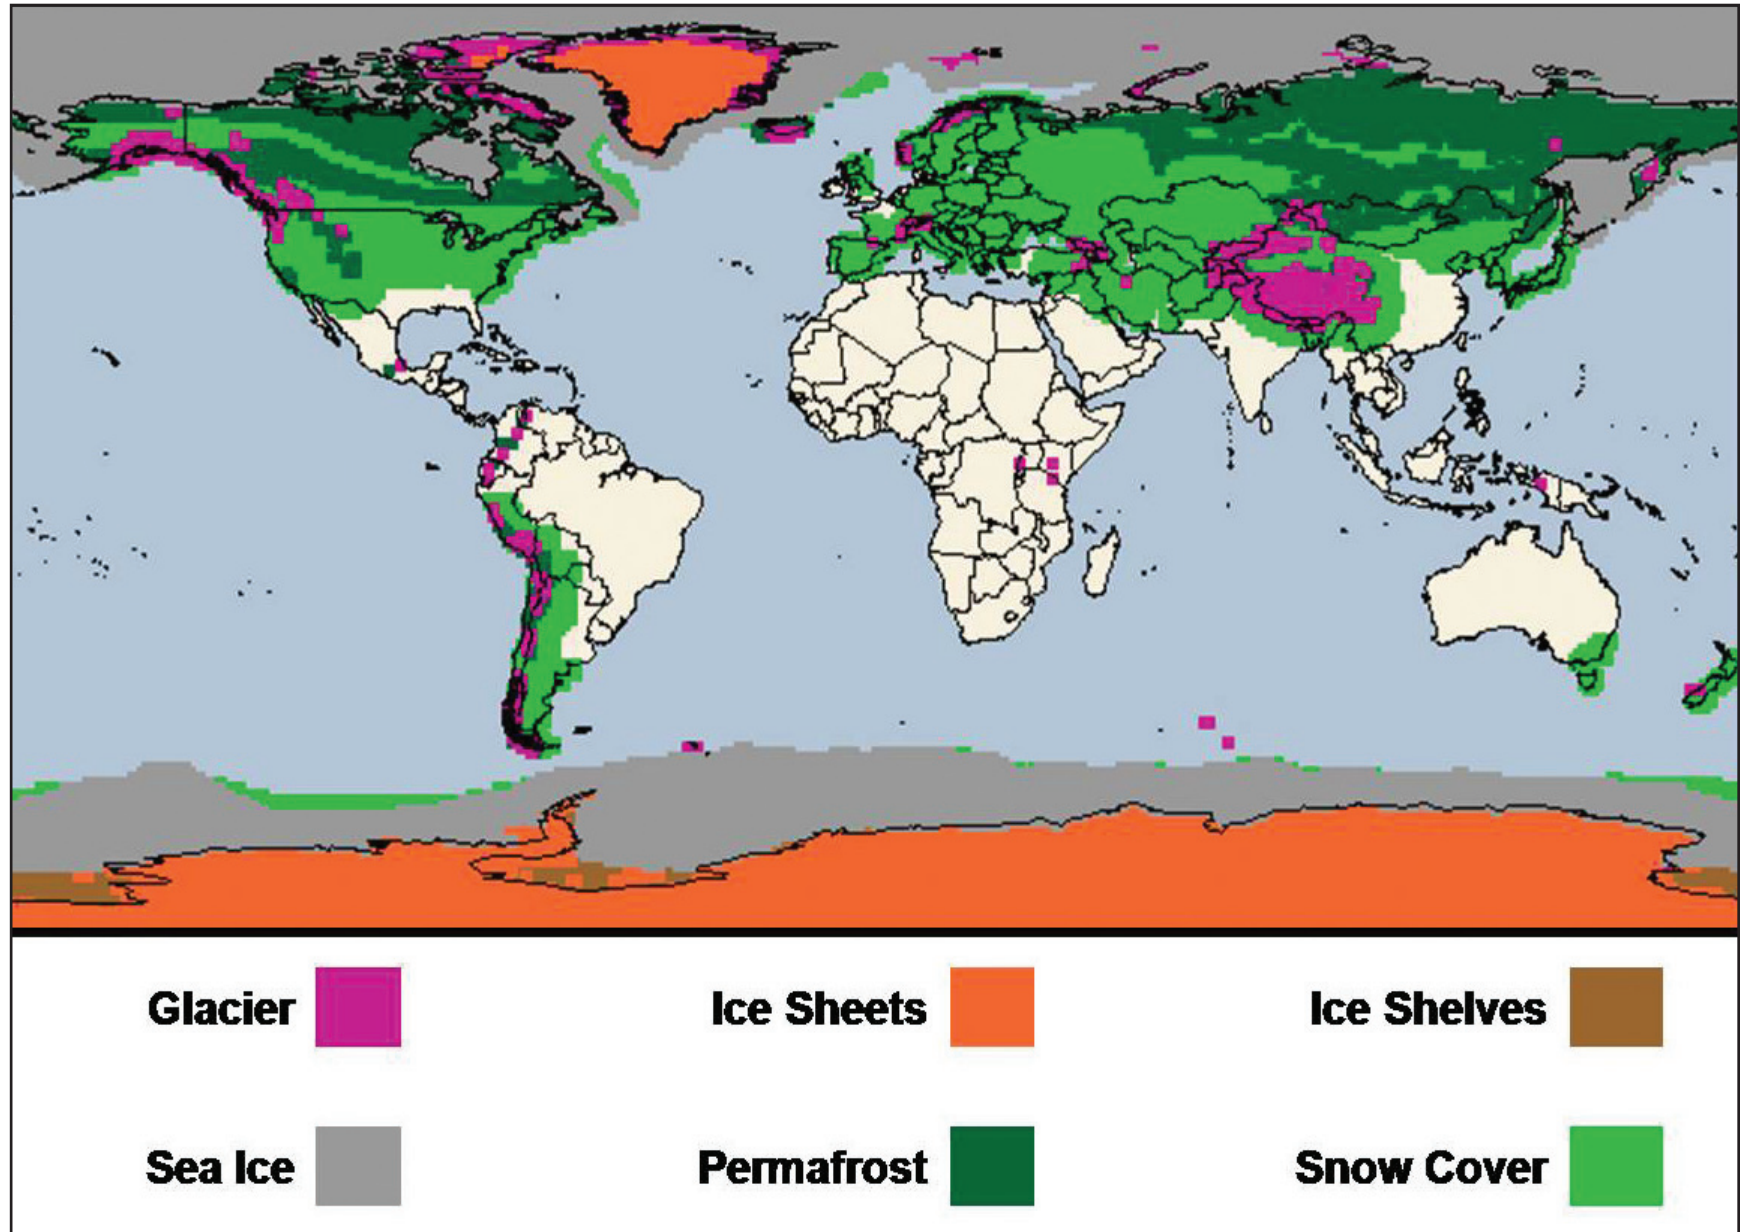 Glacier
Ice Sheets
Ice Shelves
Sea Ice
Permafrost
Snow Cover